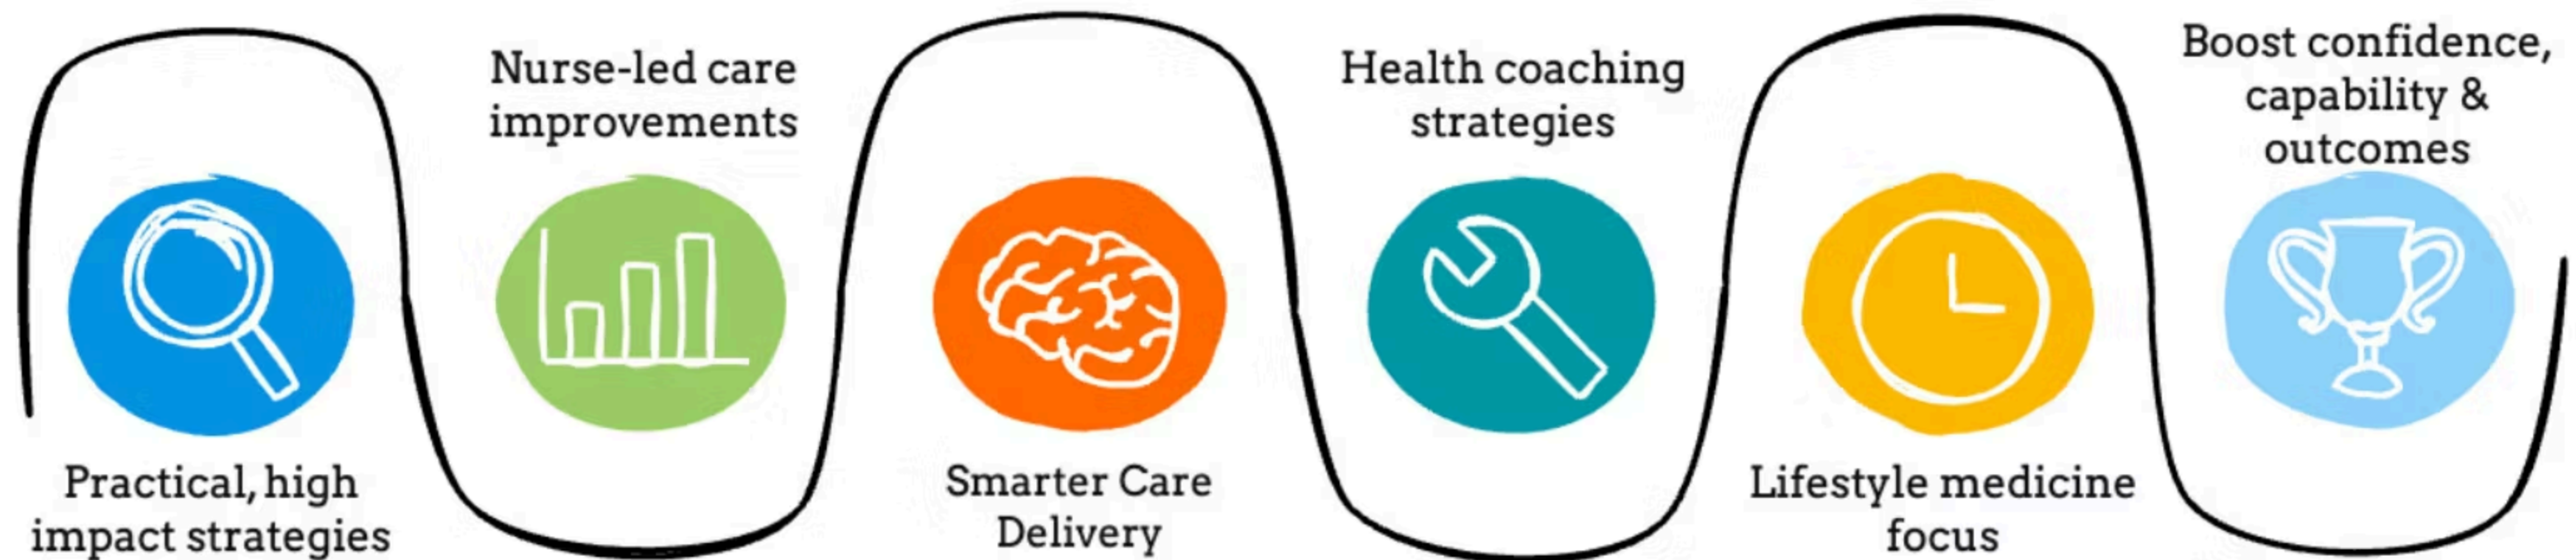 Practical, high
impact strategies
Nurse-led care
improvements
Smarter Care
Delivery
Health coaching
strategies
Lifestyle medicine
focus
Boost confidence,
capability &
outcomes